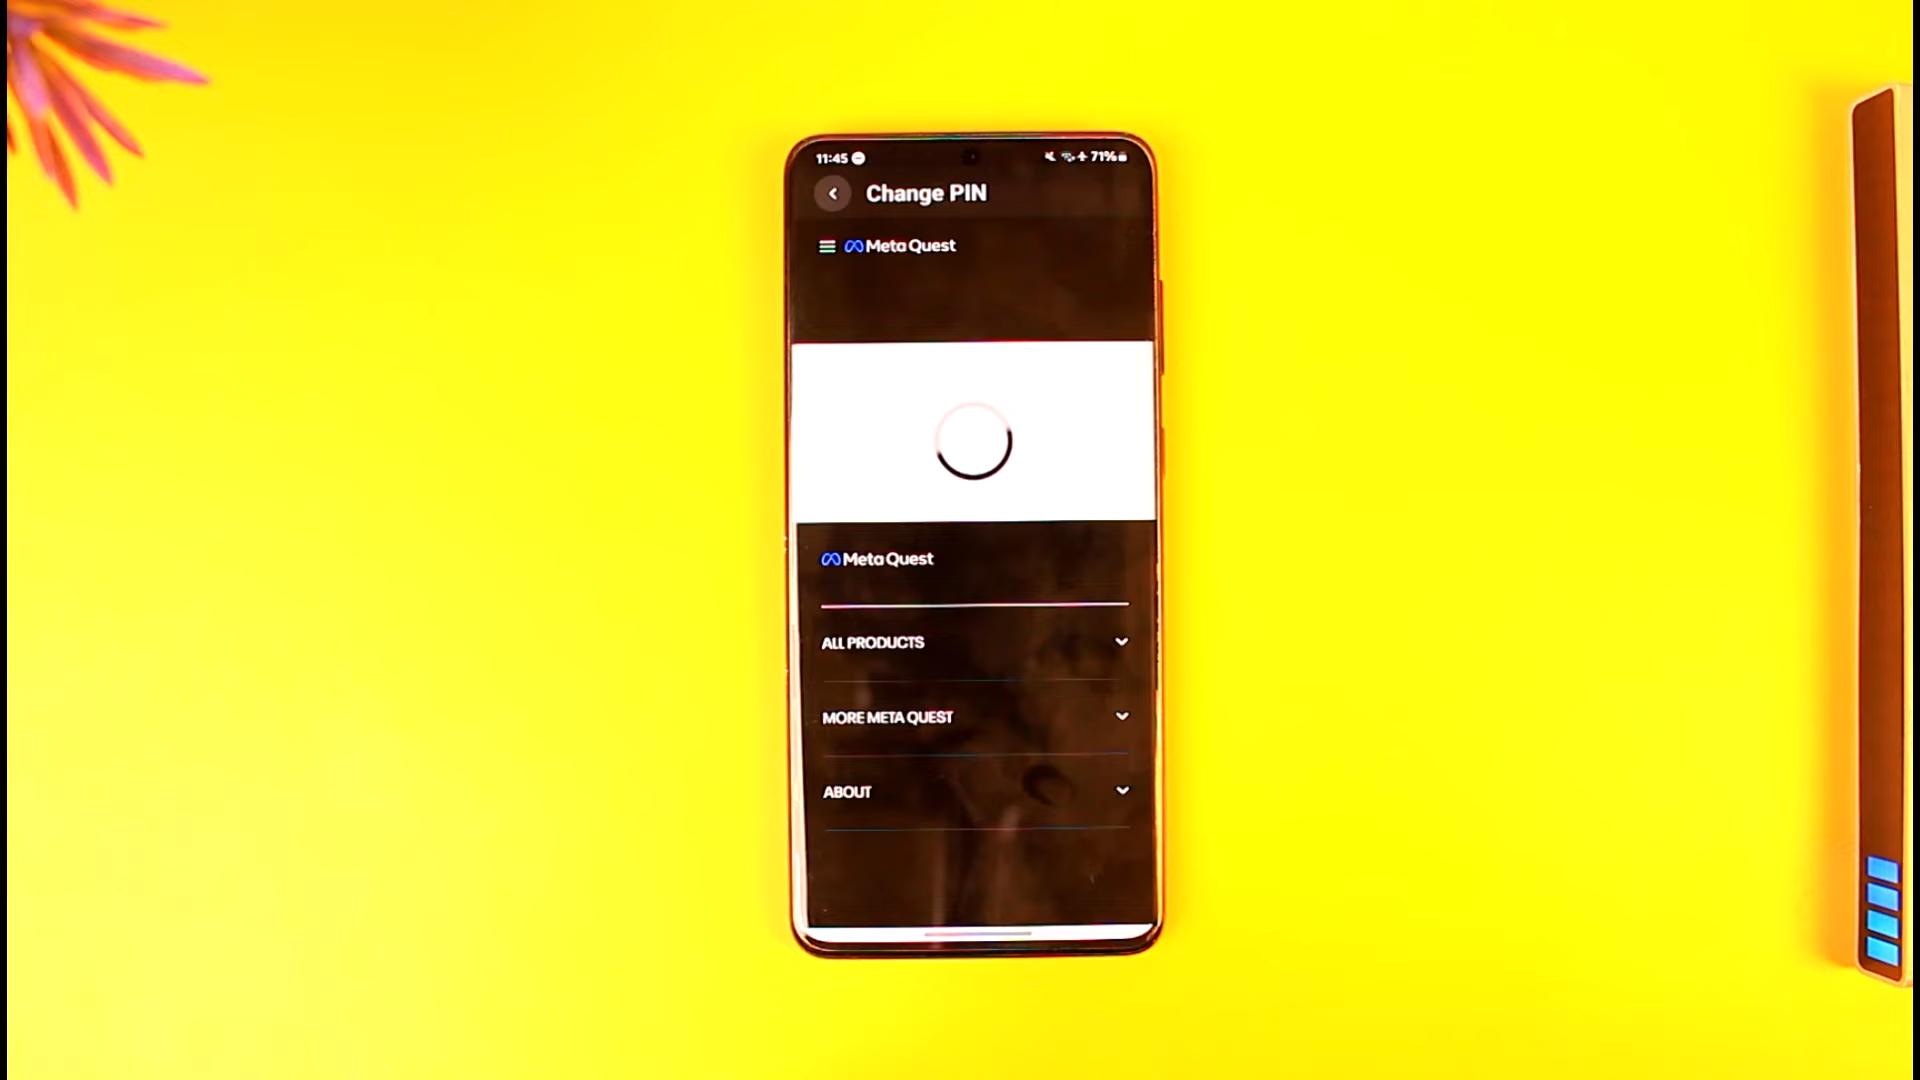 11:45 71%
Change PIN
Meta Quest
Meta Quest
ALL PRODUCTS
MORE META QUEST
ABOUT